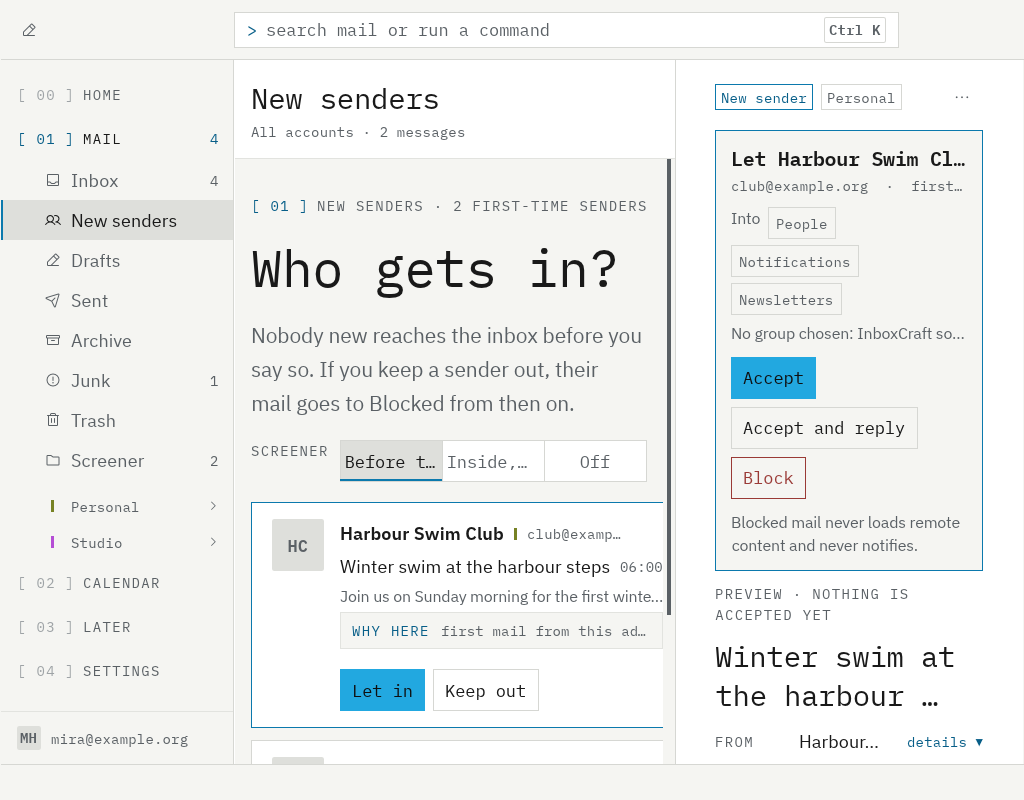 > search mail or run a command Ctrl K
[ 00 ] HOME
[ 01 ] MAIL 4
Inbox 4
New senders
Drafts
Sent
Archive
Junk 1
Trash
Screener 2
Personal
Studio
[ 02 ] CALENDAR
[ 03 ] LATER
[ 04 ] SETTINGS
MH mira@example.org
New senders
All accounts · 2 messages
[ 01 ] NEW SENDERS · 2 FIRST-TIME SENDERS
Who gets in?
Nobody new reaches the inbox before you
say so. If you keep a sender out, their
mail goes to Blocked from then on.
SCREENER Before t… Inside,… Off
HC Harbour Swim Club club@examp…
Winter swim at the harbour steps 06:00
Join us on Sunday morning for the first winte…
WHY HERE first mail from this ad…
Let in Keep out
New sender Personal …
Let Harbour Swim Cl…
club@example.org · first…
Into People
Notifications
Newsletters
No group chosen: InboxCraft so…
Accept
Accept and reply
Block
Blocked mail never loads remote
content and never notifies.
PREVIEW · NOTHING IS
ACCEPTED YET
Winter swim at
the harbour …
FROM Harbour… details ▼